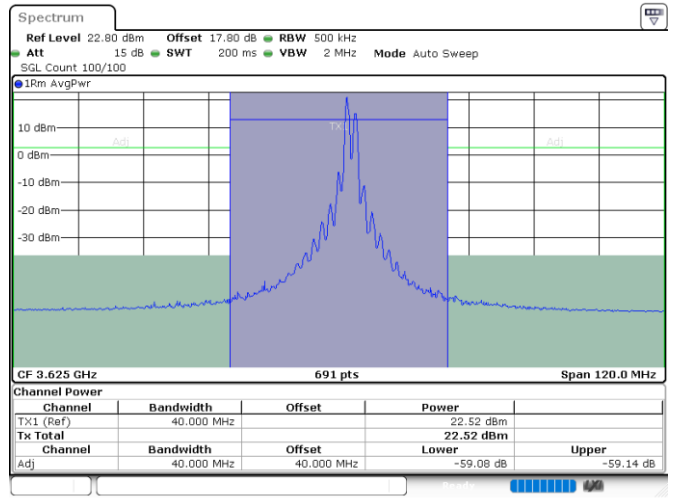 Spectrum
Ref Level 22.80 dBm Offset 17.80 dB RBW 500 kHz
Att 15 dB SWT 200 ms VBW 2 MHz Mode Auto Sweep
SGL Count 100/100
1Rm AvgPwr
10 dBm
TX
Adj Adj
0 dBm
-10 dBm
-20 dBm
-30 dBm
CF 3.625 GHz 691 pts Span 120.0 MHz
Channel Power
Channel Bandwidth Offset Power
TX1 (Ref) 40.000 MHz 22.52 dBm
Tx Total 22.52 dBm
Channel Bandwidth Offset Lower Upper
Adj 40.000 MHz 40.000 MHz -59.08 dB -59.14 dB